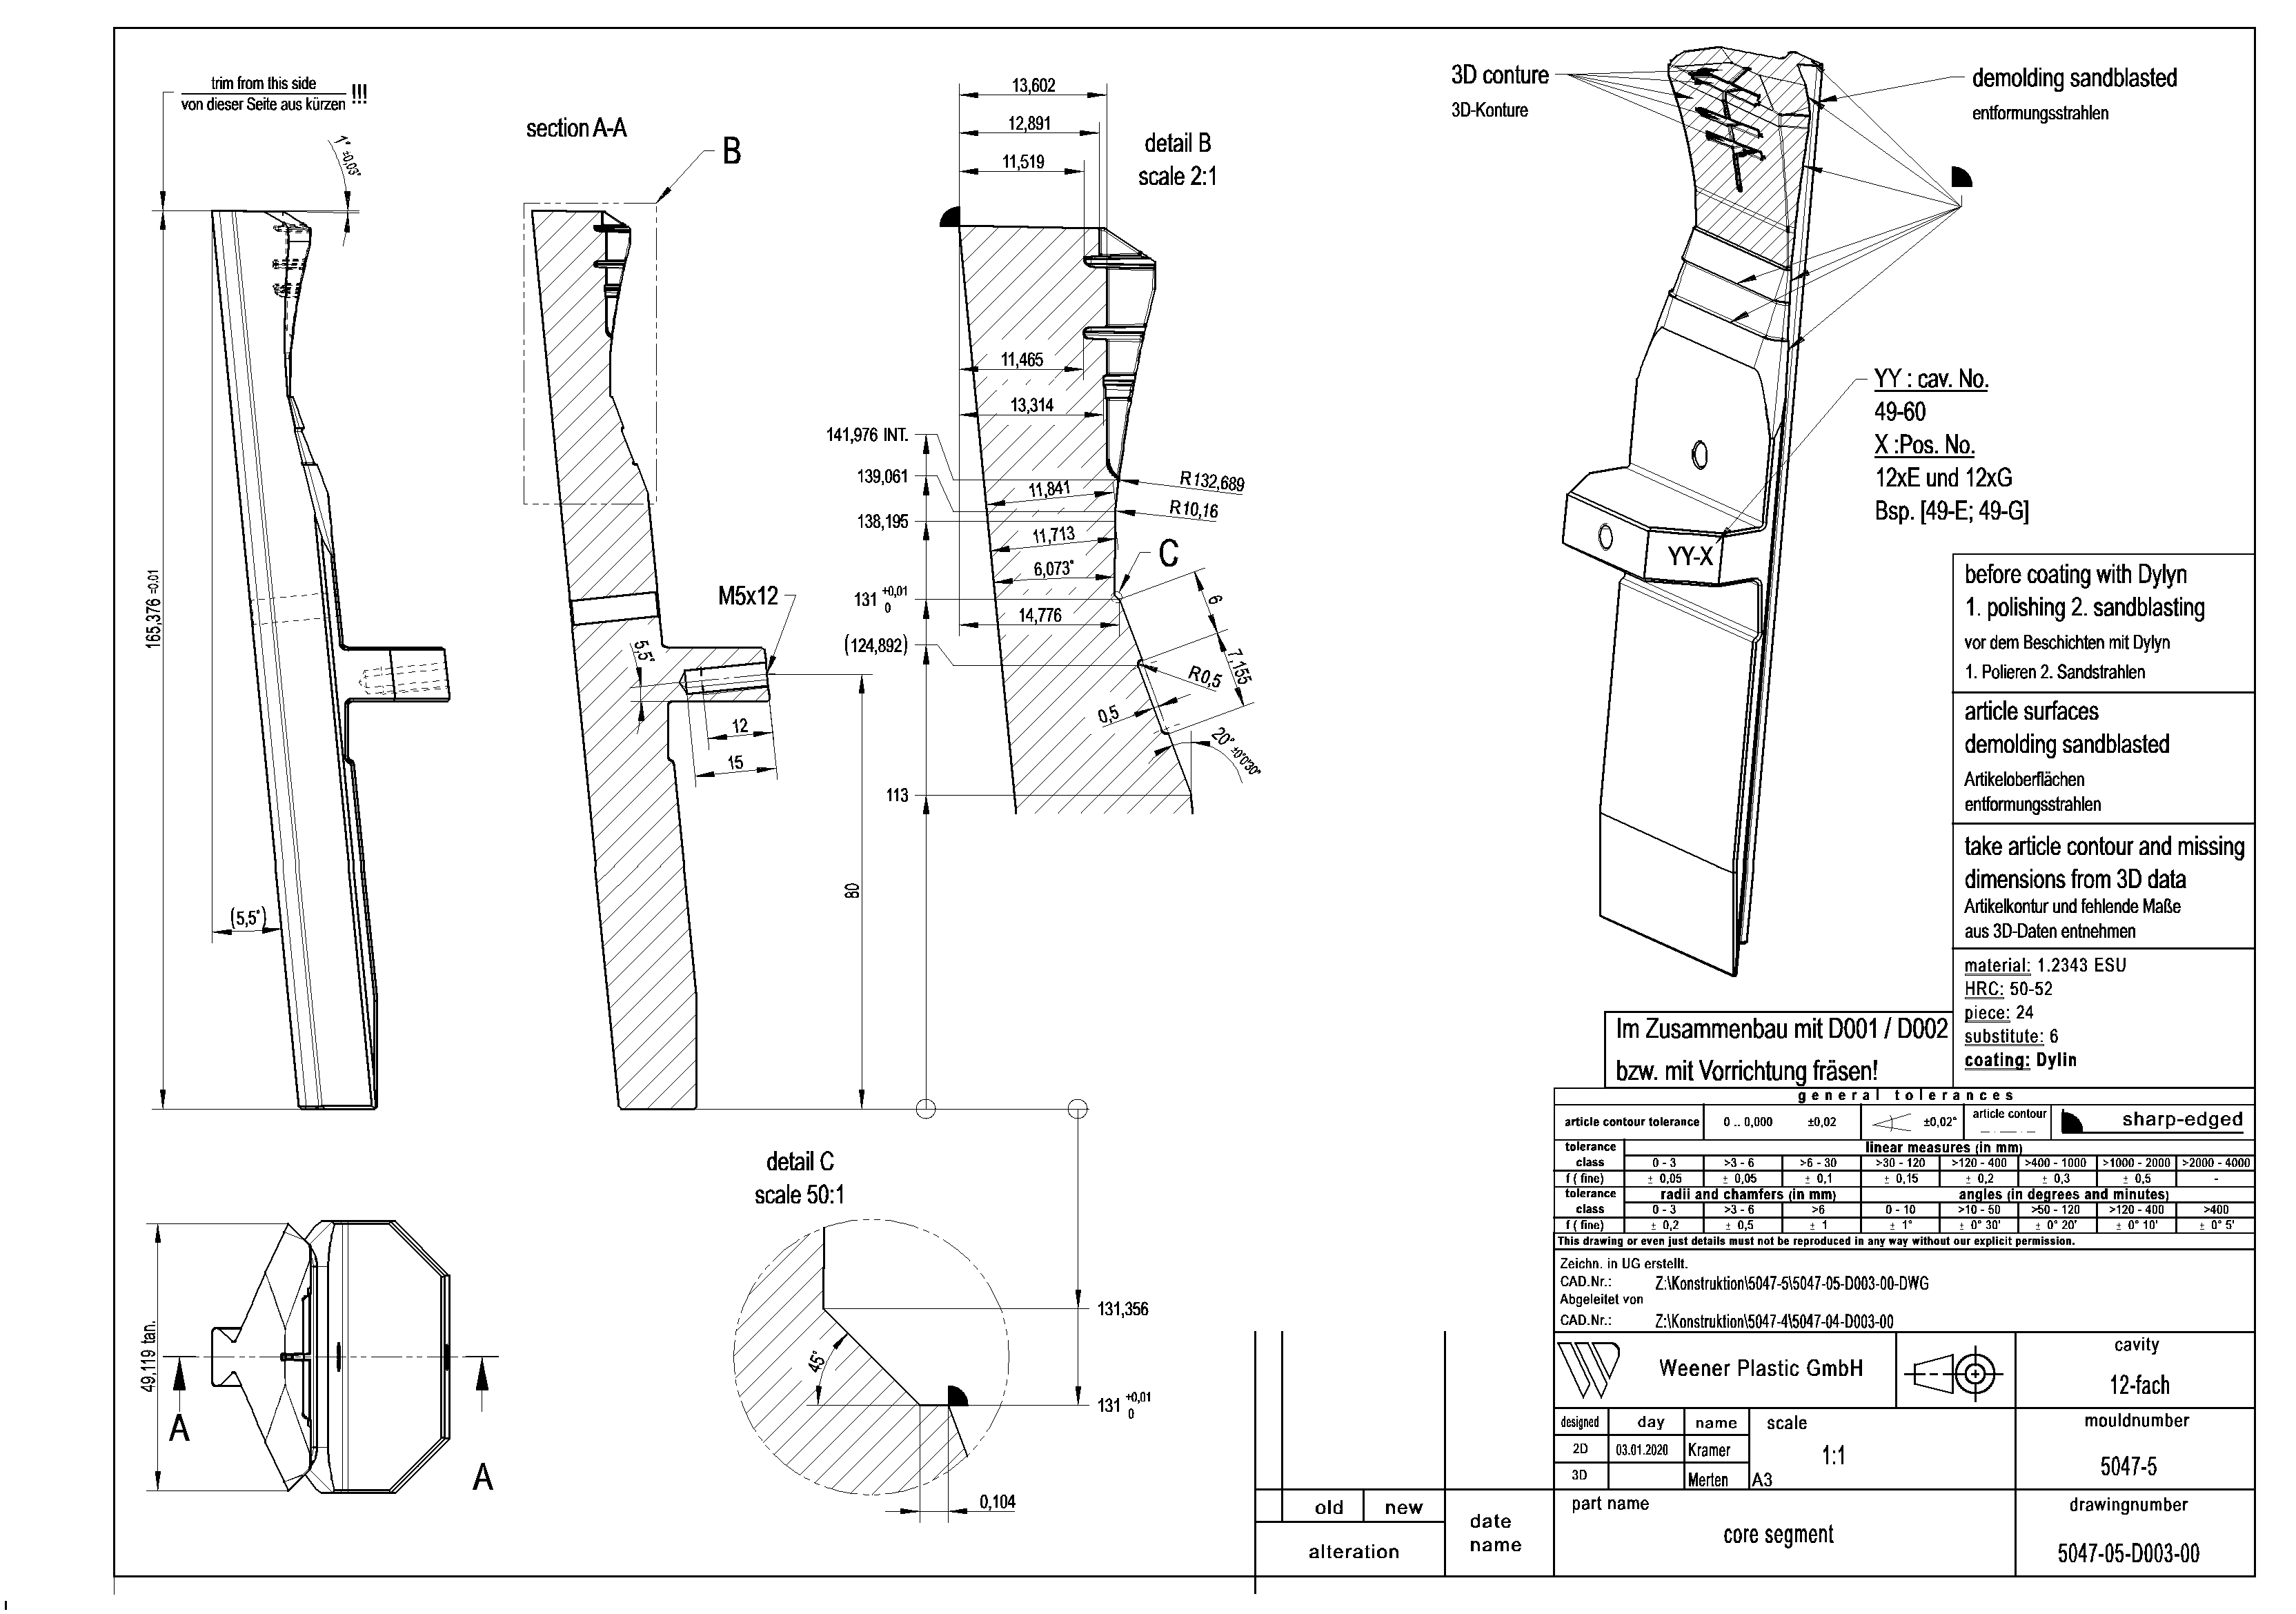 trim from this side
von dieser Seite aus kürzen !!!
1° ±0,03°
165,376 -0.01
(5,5°)
section A-A
B
M5x12
5,5°
12
15
80
13,602
12,891
11,519
detail B
scale 2:1
11,465
13,314
141,976 INT.
139,061
138,195
131 +0,01 0
(124,892)
113
11,841
11,713
6,073°
14,776
R132,689
R10,16
C
6
7,155
R0,5
0,5
20° ±0°0'30"
3D conture
3D-Konture
demolding sandblasted
entformungsstrahlen
YY : cav. No.
49-60
X :Pos. No.
12xE und 12xG
Bsp. [49-E; 49-G]
YY-X
before coating with Dylyn
1. polishing 2. sandblasting
vor dem Beschichten mit Dylyn
1. Polieren 2. Sandstrahlen
article surfaces
demolding sandblasted
Artikeloberflächen
entformungsstrahlen
take article contour and missing
dimensions from 3D data
Artikelkontur und fehlende Maße
aus 3D-Daten entnehmen
material: 1.2343 ESU
HRC: 50-52
piece: 24
substitute: 6
coating: Dylin
Im Zusammenbau mit D001 / D002
bzw. mit Vorrichtung fräsen!
general tolerances
article contour tolerance 0 .. 0,000 ±0,02 ±0,02° article contour sharp-edged
tolerance linear measures (in mm)
class 0 - 3 >3 - 6 >6 - 30 >30 - 120 >120 - 400 >400 - 1000 >1000 - 2000 >2000 - 4000
f ( fine) ± 0,05 ± 0,05 ± 0,1 ± 0,15 ± 0,2 ± 0,3 ± 0,5 -
tolerance radii and chamfers (in mm) angles (in degrees and minutes)
class 0 - 3 >3 - 6 >6 0 - 10 >10 - 50 >50 - 120 >120 - 400 >400
f ( fine) ± 0,2 ± 0,5 ± 1 ± 1° ± 0° 30' ± 0° 20' ± 0° 10' ± 0° 5'
This drawing or even just details must not be reproduced in any way without our explicit permission.
Zeichn. in UG erstellt.
CAD.Nr.: Z:\Konstruktion\5047-5\5047-05-D003-00-DWG
Abgeleitet von
CAD.Nr.: Z:\Konstruktion\5047-4\5047-04-D003-00
Weener Plastic GmbH
cavity
12-fach
designed day name scale
2D 03.01.2020 Kramer
3D Merten
1:1
A3
mouldnumber
5047-5
part name
core segment
drawingnumber
5047-05-D003-00
old new
alteration
date
name
detail C
scale 50:1
45°
131,356
131 +0,01 0
0,104
49,119 tan.
A
A